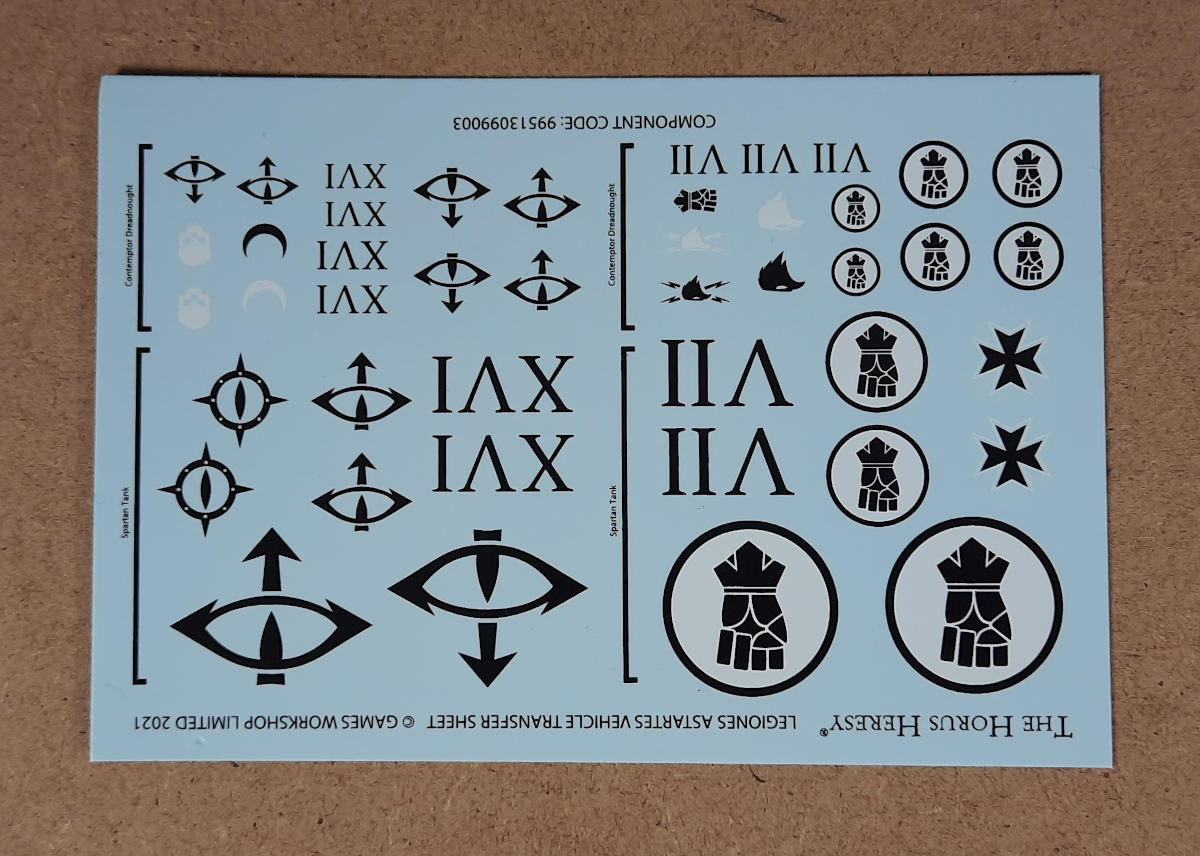 THE HORUS HERESY® LEGIONES ASTARTES VEHICLE TRANSFER SHEET © GAMES WORKSHOP LIMITED 2021
Spartan Tank
VII
VII
Spartan Tank
XVI
XVI
Contemptor Dreadnought
VII VII VII
Contemptor Dreadnought
XVI
XVI
XVI
XVI
COMPONENT CODE: 99513099003